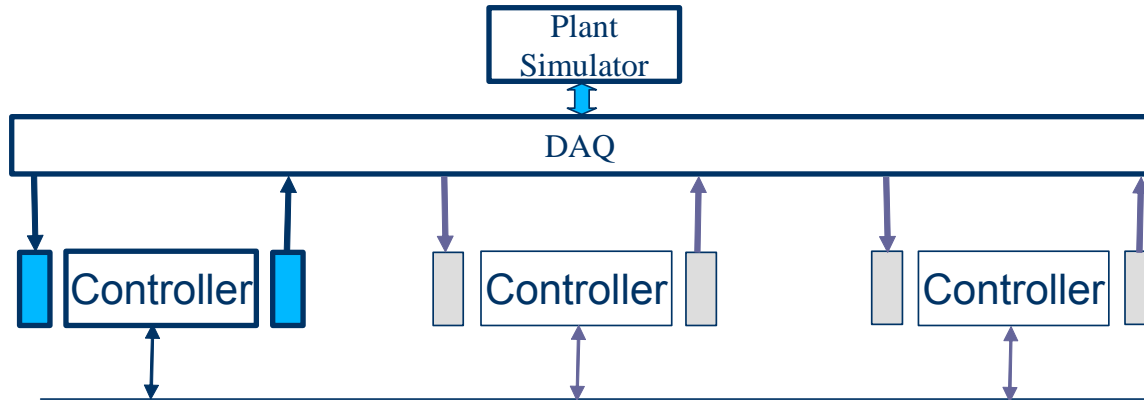 Plant
Simulator
DAQ
Controller
Controller
Controller